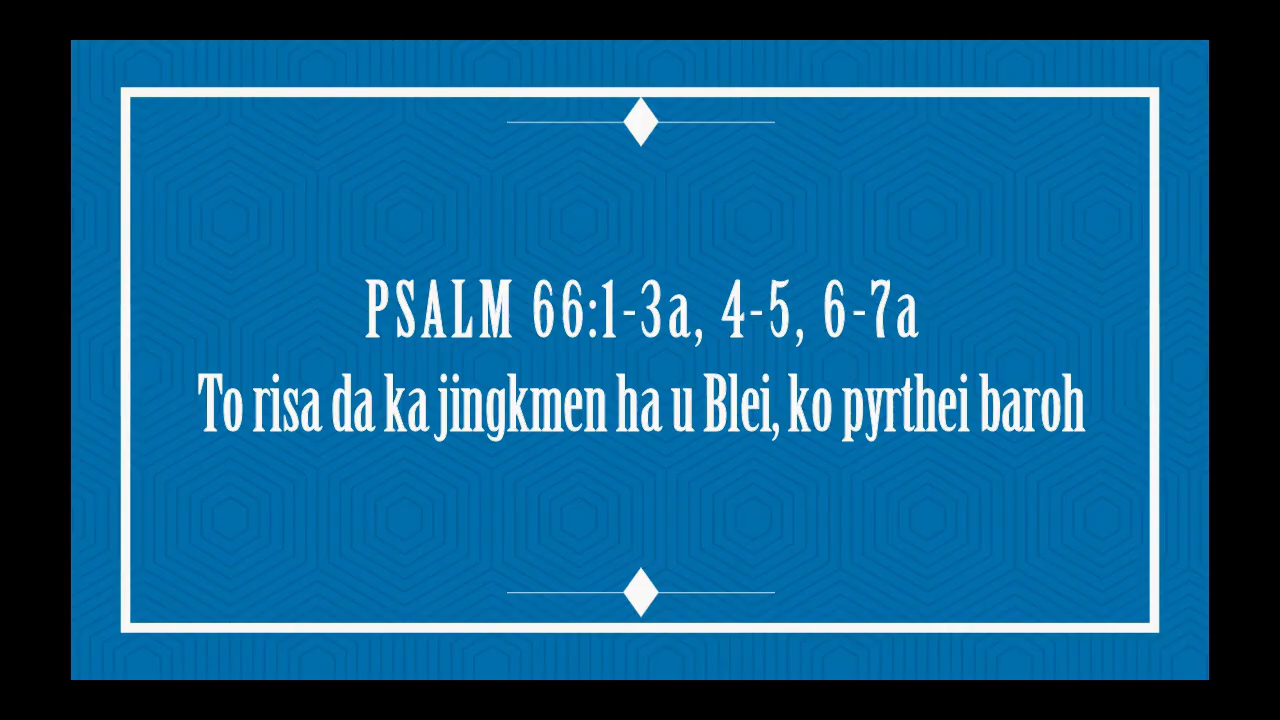 PSALM 66:1-3a, 4-5, 6-7a
To risa da ka jingkmen ha u Blei, ko pyrthei baroh